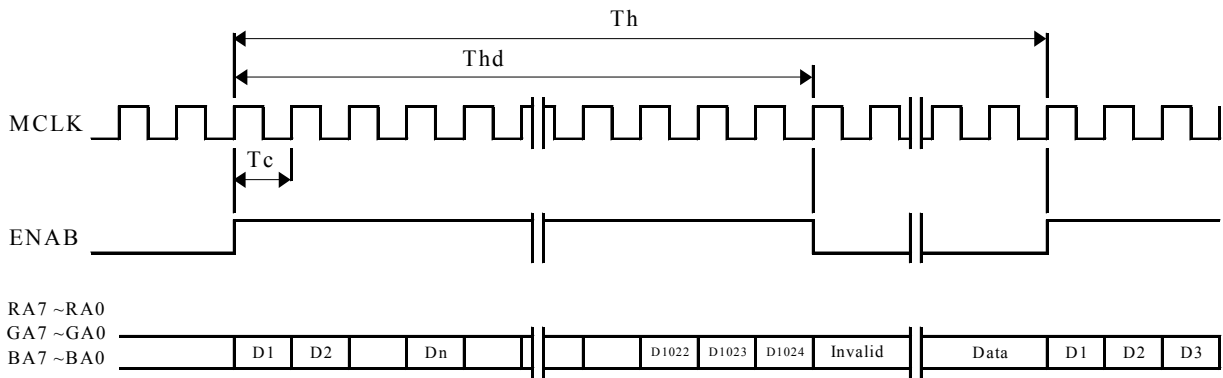 Th
Thd
MCLK
Tc
ENAB
RA7 ~RA0
GA7 ~GA0
BA7 ~BA0 D1 D2 Dn D1022 D1023 D1024 Invalid Data D1 D2 D3